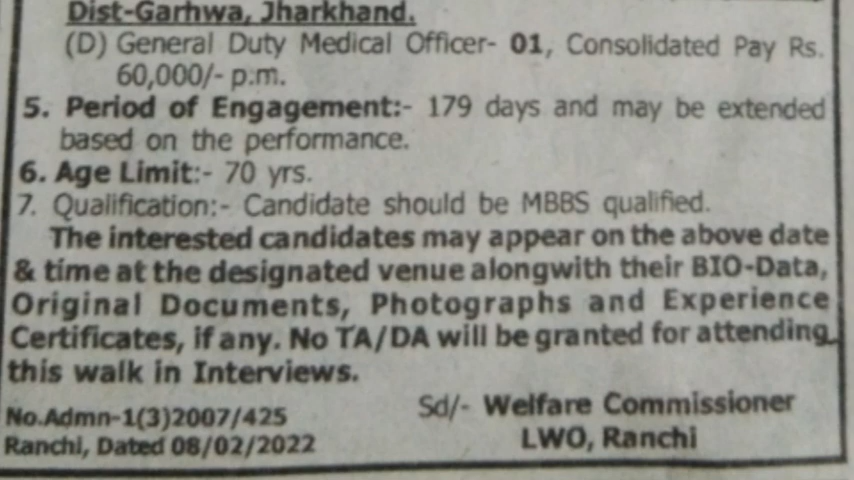 Dist-Garhwa, Jharkhand.
(D) General Duty Medical Officer- 01, Consolidated Pay Rs.
60,000/- p.m.
5. Period of Engagement:- 179 days and may be extended
based on the performance.
6. Age Limit:- 70 yrs.
7. Qualification:- Candidate should be MBBS qualified.
The interested candidates may appear on the above date
& time at the designated venue alongwith their BIO-Data,
Original Documents, Photographs and Experience
Certificates, if any. No TA/DA will be granted for attending
this walk in Interviews.
Sd/- Welfare Commissioner
LWO, Ranchi
No.Admn-1(3)2007/425
Ranchi, Dated 08/02/2022